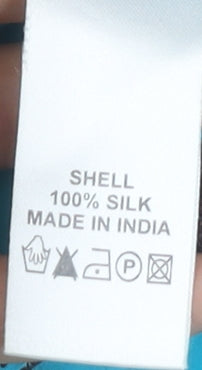 SHELL
100% SILK
MADE IN INDIA
P